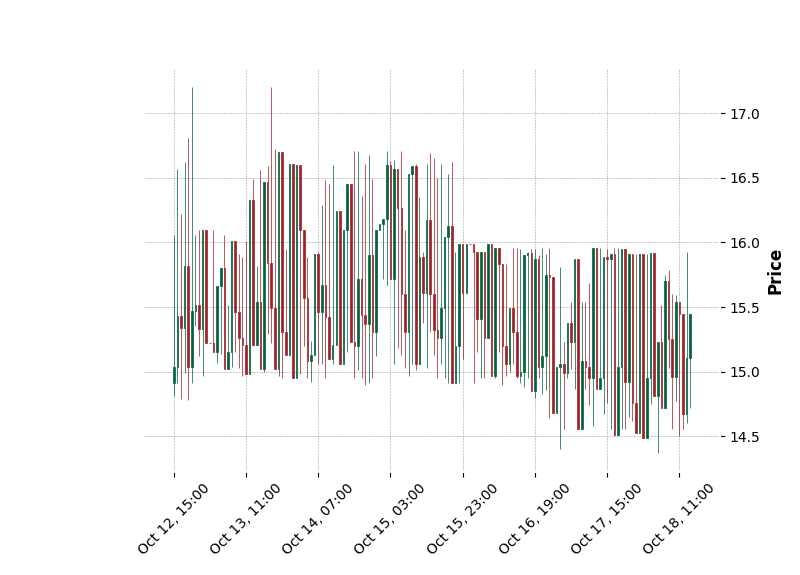 17.0
16.5
16.0
15.5
15.0
14.5
Price
Oct 12, 15:00
Oct 13, 11:00
Oct 14, 07:00
Oct 15, 03:00
Oct 15, 23:00
Oct 16, 19:00
Oct 17, 15:00
Oct 18, 11:00